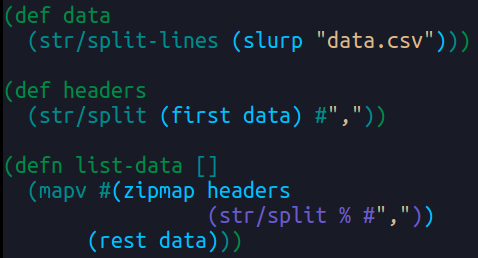 (def data
  (str/split-lines (slurp "data.csv")))
(def headers
  (str/split (first data) #","))
(defn list-data []
  (mapv #(zipmap headers
                 (str/split % #","))
        (rest data)))